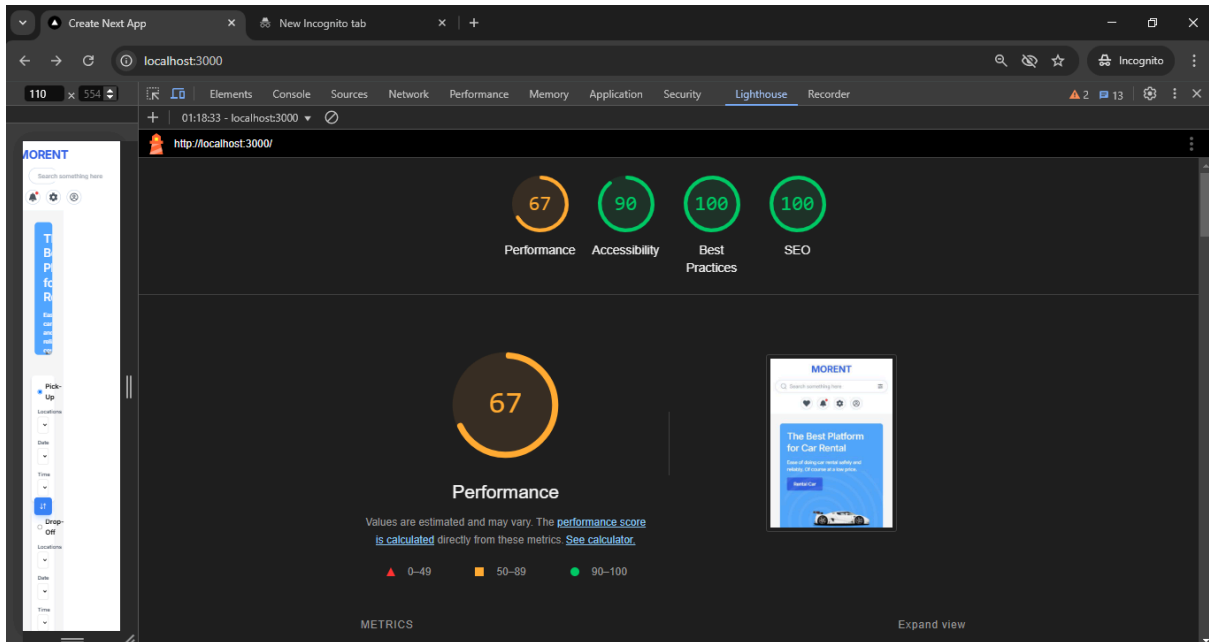 Create Next App
New Incognito tab
localhost:3000
Incognito
110 × 554
Elements Console Sources Network Performance Memory Application Security Lighthouse Recorder
2 13
01:18:33 - localhost:3000
http://localhost:3000/
MORENT
Search something here
Pick-
Up
Locations
Date
Time
Drop-
Off
Locations
Date
Time
67 90 100 100
Performance Accessibility Best
Practices SEO
67
Performance
Values are estimated and may vary. The performance score
is calculated directly from these metrics. See calculator.
0–49 50–89 90–100
MORENT
Search something here
The Best Platform
for Car Rental
Ease of doing car rental safely and
reliably. Of course at a low price.
Rental Car
METRICS Expand view